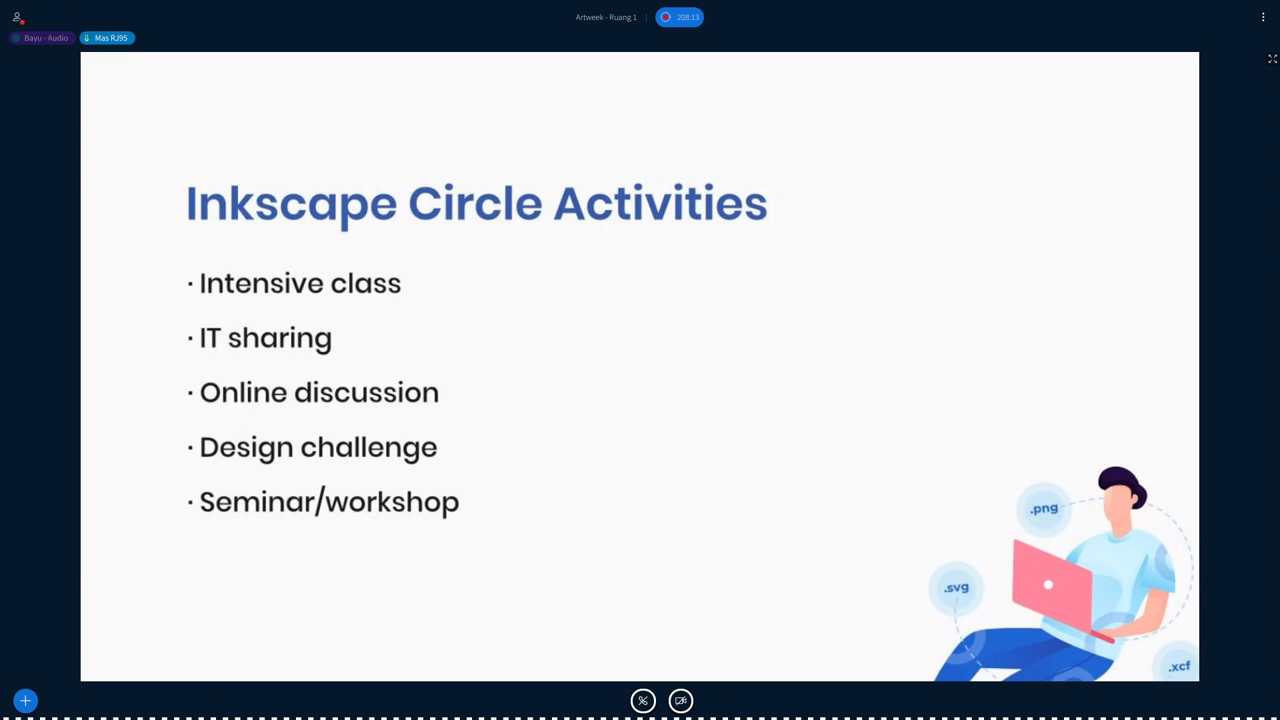 Artweek - Ruang 1
208:13
Bayu - Audio
Mas RJ95
Inkscape Circle Activities
· Intensive class
· IT sharing
· Online discussion
· Design challenge
· Seminar/workshop
.png
.svg
.xcf